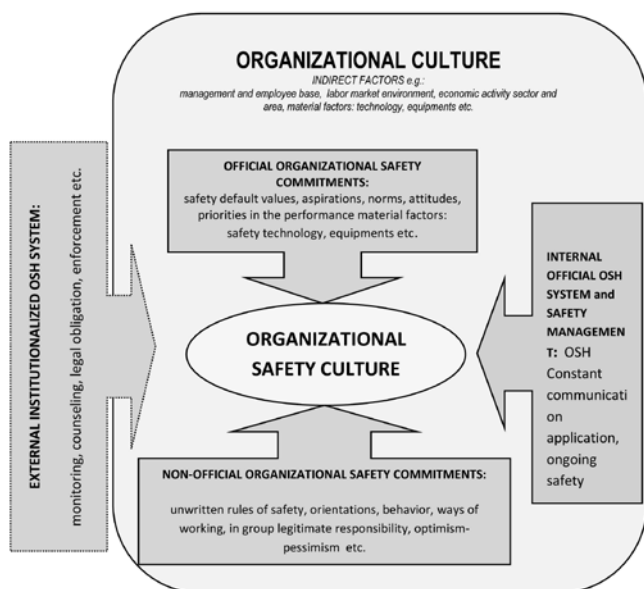 ORGANIZATIONAL CULTURE
INDIRECT FACTORS e.g.:
management and employee base, labor market environment, economic activity sector and
area, material factors: technology, equipments etc.
EXTERNAL INSTITUTIONALIZED OSH SYSTEM:
monitoring, counseling, legal obligation, enforcement etc.
OFFICIAL ORGANIZATIONAL SAFETY
COMMITMENTS:
safety default values, aspirations, norms, attitudes,
priorities in the performance material factors:
safety technology, equipments etc.
ORGANIZATIONAL
SAFETY CULTURE
INTERNAL
OFFICIAL OSH
SYSTEM and
SAFETY
MANAGEMEN
T: OSH
Constant
communicati
on
application,
ongoing
safety
NON-OFFICIAL ORGANIZATIONAL SAFETY COMMITMENTS:
unwritten rules of safety, orientations, behavior, ways of
working, in group legitimate responsibility, optimism-
pessimism etc.